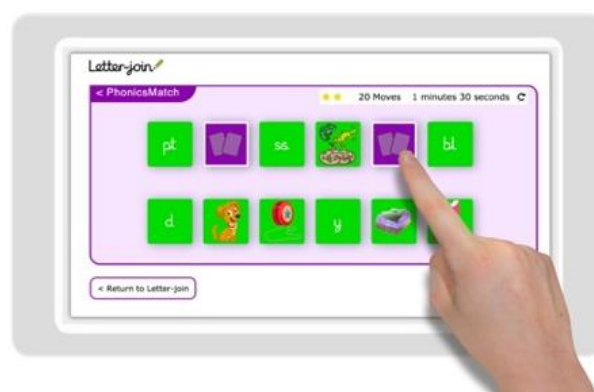 Letter-join
< PhonicsMatch
20 Moves 1 minutes 30 seconds
pt ss bl
d y
< Return to Letter-join